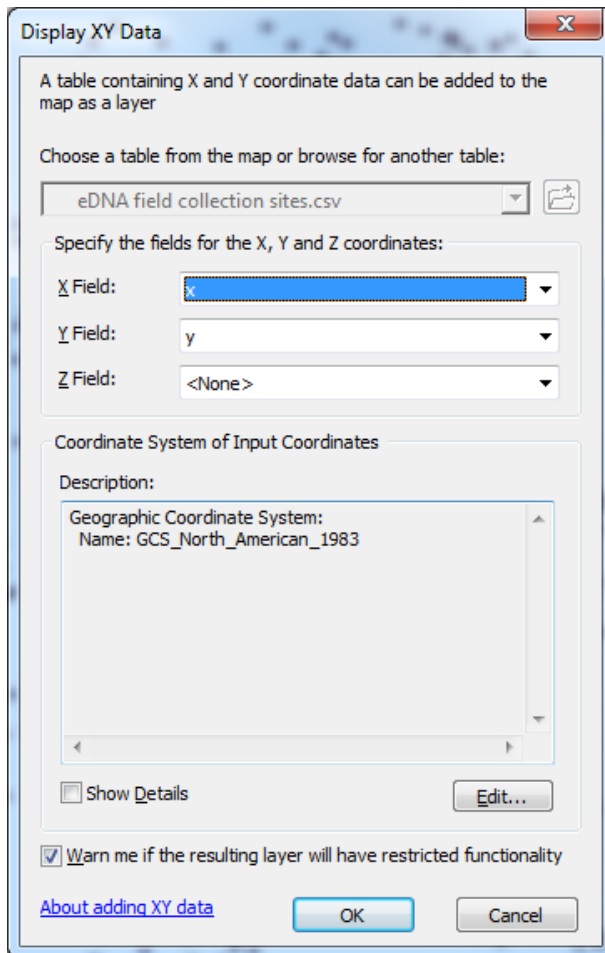 Display XY Data
A table containing X and Y coordinate data can be added to the
map as a layer
Choose a table from the map or browse for another table:
eDNA field collection sites.csv
Specify the fields for the X, Y and Z coordinates:
X Field:
x
Y Field:
y
Z Field:
<None>
Coordinate System of Input Coordinates
Description:
Geographic Coordinate System:
Name: GCS_North_American_1983
Show Details
Edit...
Warn me if the resulting layer will have restricted functionality
About adding XY data
OK
Cancel